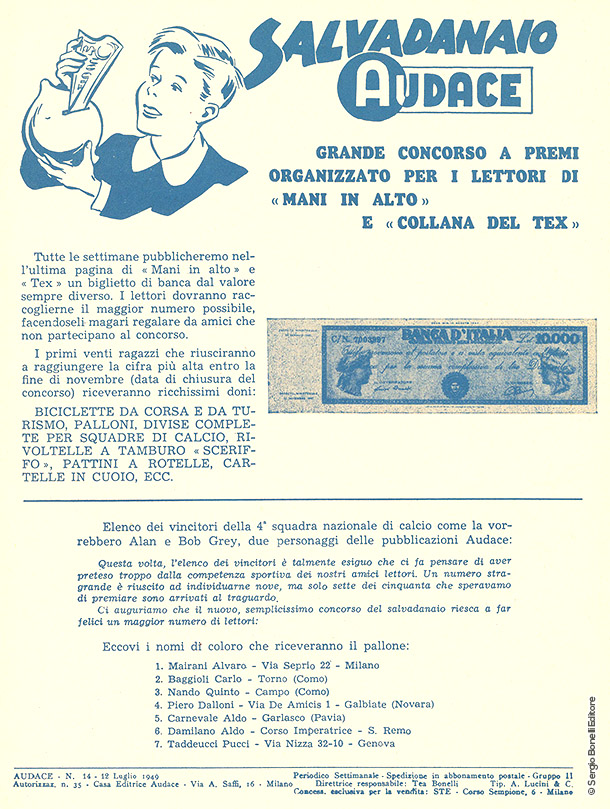 SALVADANAIO
AUDACE
GRANDE CONCORSO A PREMI
ORGANIZZATO PER I LETTORI DI
« MANI IN ALTO »
E « COLLANA DEL TEX »
Tutte le settimane pubblicheremo nel-
l'ultima pagina di « Mani in alto » e
« Tex » un biglietto di banca dal valore
sempre diverso. I lettori dovranno rac-
coglierne il maggior numero possibile,
facendoseli magari regalare da amici che
non partecipano al concorso.
I primi venti ragazzi che riusciranno
a raggiungere la cifra più alta entro la
fine di novembre (data di chiusura del
concorso) riceveranno ricchissimi doni:
BICICLETTE DA CORSA E DA TU-
RISMO, PALLONI, DIVISE COMPLE-
TE PER SQUADRE DI CALCIO, RI-
VOLTELLE A TAMBURO « SCERIF-
FO », PATTINI A ROTELLE, CAR-
TELLE IN CUOIO, ECC.
BANCA D'ITALIA
10.000
Elenco dei vincitori della 4ª squadra nazionale di calcio come la vor-
rebbero Alan e Bob Grey, due personaggi delle pubblicazioni Audace:
Questa volta, l'elenco dei vincitori è talmente esiguo che ci fa pensare di aver
preteso troppo dalla competenza sportiva dei nostri amici lettori. Un numero stra-
grande è riuscito ad individuarne nove, ma solo sette dei cinquanta che speravamo
di premiare sono arrivati al traguardo.
Ci auguriamo che il nuovo, semplicissimo concorso del salvadanaio riesca a far
felici un maggior numero di lettori:
Eccovi i nomi di coloro che riceveranno il pallone:
1. Mairani Alvaro - Via Seprio 22 - Milano
2. Baggioli Carlo - Torno (Como)
3. Nando Quinto - Campo (Como)
4. Piero Dalloni - Via De Amicis 1 - Galbiate (Novara)
5. Carnevale Aldo - Garlasco (Pavia)
6. Damilano Aldo - Corso Imperatrice - S. Remo
7. Taddeucci Pucci - Via Nizza 32-10 - Genova
AUDACE - N. 14 - 12 Luglio 1949
Autorizzaz. n. 35 - Casa Editrice Audace - Via A. Saffi, 16 - Milano
Periodico Settimanale - Spedizione in abbonamento postale - Gruppo II
Direttrice responsabile: Tea Bonelli Tip. A. Lucini & C.
Concess. esclusiva per la vendita: STE - Corso Sempione, 6 - Milano
© Sergio Bonelli Editore